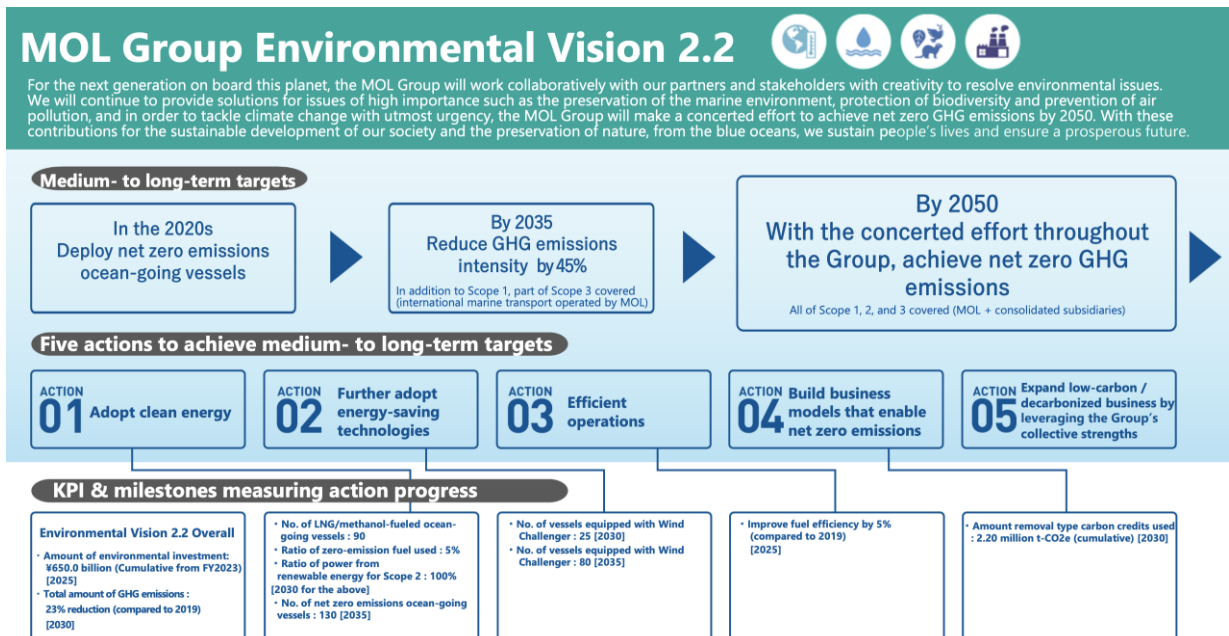 MOL Group Environmental Vision 2.2
For the next generation on board this planet, the MOL Group will work collaboratively with our partners and stakeholders with creativity to resolve environmental issues.
We will continue to provide solutions for issues of high importance such as the preservation of the marine environment, protection of biodiversity and prevention of air
pollution, and in order to tackle climate change with utmost urgency, the MOL Group will make a concerted effort to achieve net zero GHG emissions by 2050. With these
contributions for the sustainable development of our society and the preservation of nature, from the blue oceans, we sustain people's lives and ensure a prosperous future.
Medium- to long-term targets
In the 2020s
Deploy net zero emissions
ocean-going vessels
By 2035
Reduce GHG emissions
intensity by 45%
In addition to Scope 1, part of Scope 3 covered
(international marine transport operated by MOL)
By 2050
With the concerted effort throughout
the Group, achieve net zero GHG
emissions
All of Scope 1, 2, and 3 covered (MOL + consolidated subsidiaries)
Five actions to achieve medium- to long-term targets
ACTION
01
Adopt clean energy
ACTION
02
Further adopt
energy-saving
technologies
ACTION
03
Efficient
operations
ACTION
04
Build business
models that enable
net zero emissions
ACTION
05
Expand low-carbon /
decarbonized business by
leveraging the Group's
collective strengths
KPI & milestones measuring action progress
Environmental Vision 2.2 Overall
・Amount of environmental investment:
¥650.0 billion (Cumulative from FY2023)
[2025]
・Total amount of GHG emissions :
23% reduction (compared to 2019)
[2030]
・No. of LNG/methanol-fueled ocean-
going vessels : 90
・Ratio of zero-emission fuel used : 5%
・Ratio of power from
renewable energy for Scope 2 : 100%
[2030 for the above]
・No. of net zero emissions ocean-going
vessels : 130 [2035]
・No. of vessels equipped with Wind
Challenger : 25 [2030]
・No. of vessels equipped with Wind
Challenger : 80 [2035]
・Improve fuel efficiency by 5%
(compared to 2019)
[2025]
・Amount removal type carbon credits used
: 2.20 million t-CO2e (cumulative) [2030]